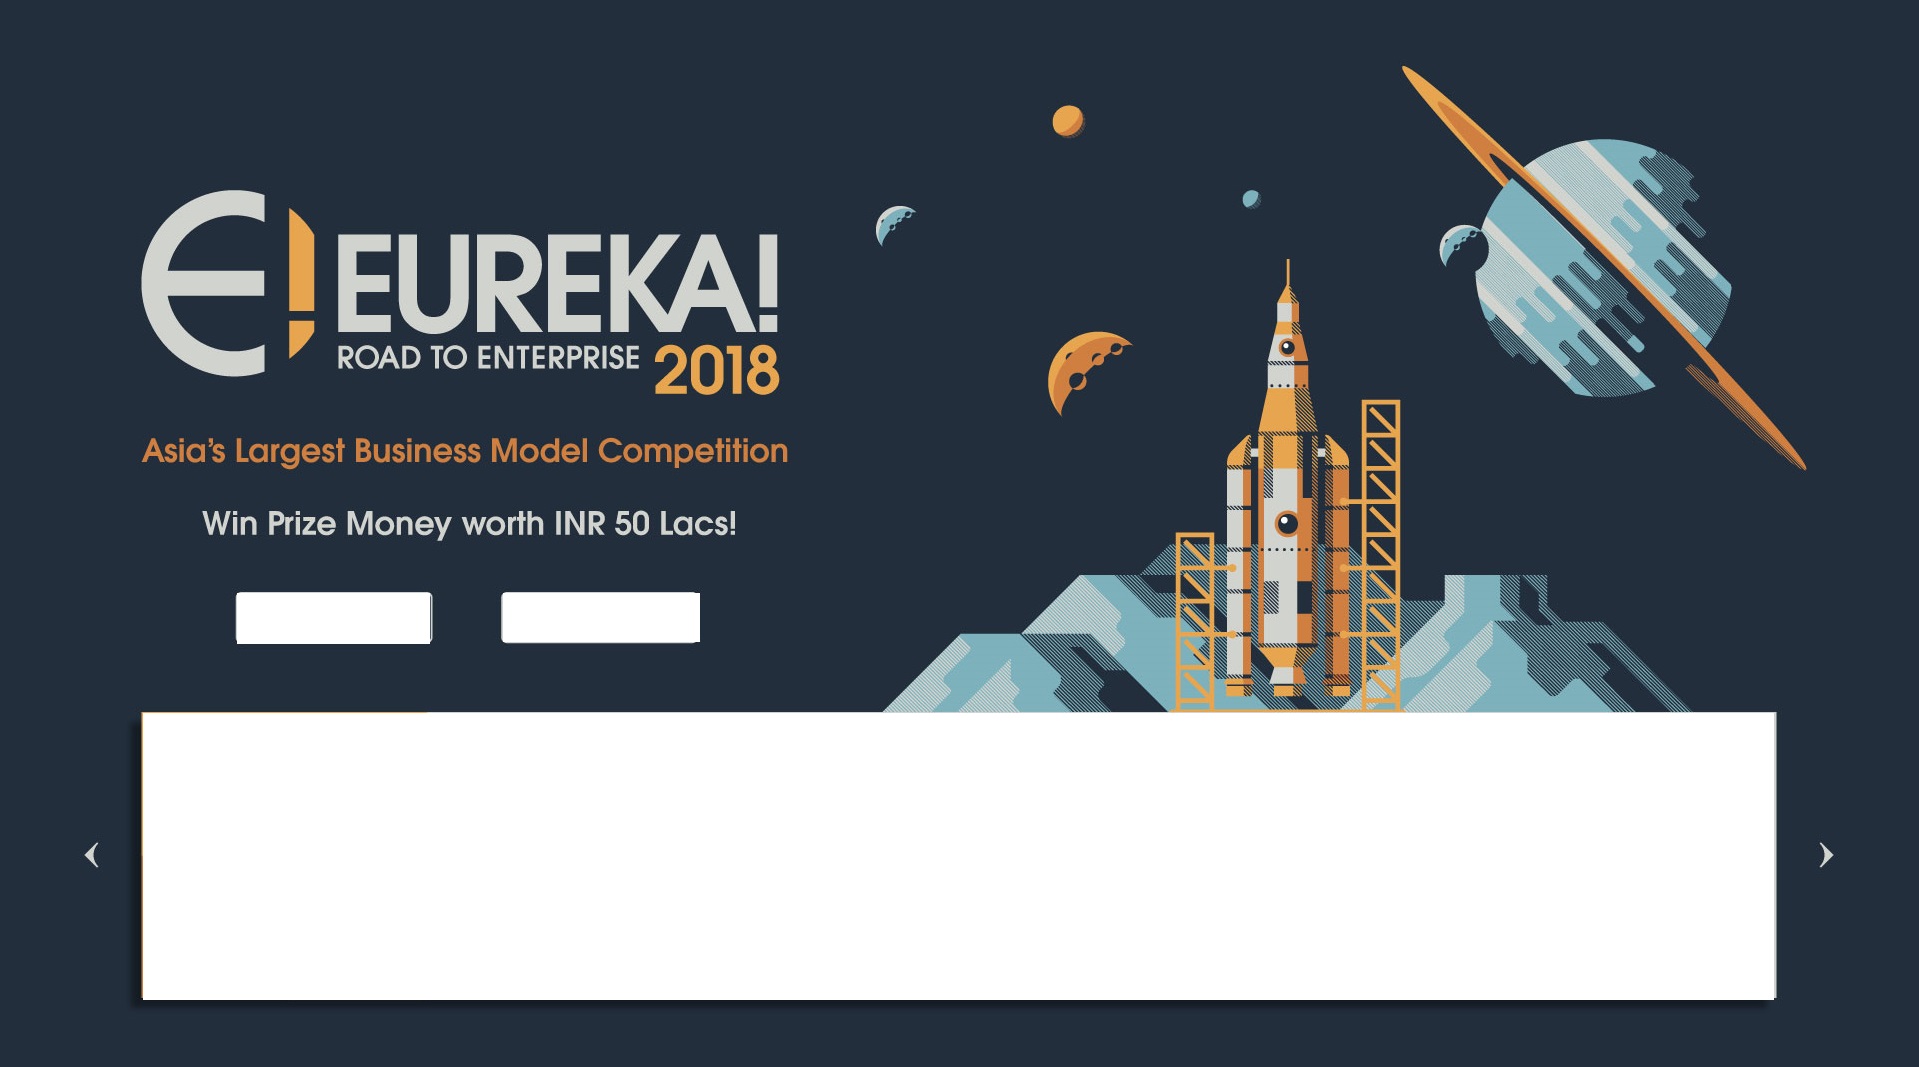 E!
EUREKA!
ROAD TO ENTERPRISE 2018
Asia's Largest Business Model Competition
Win Prize Money worth INR 50 Lacs!